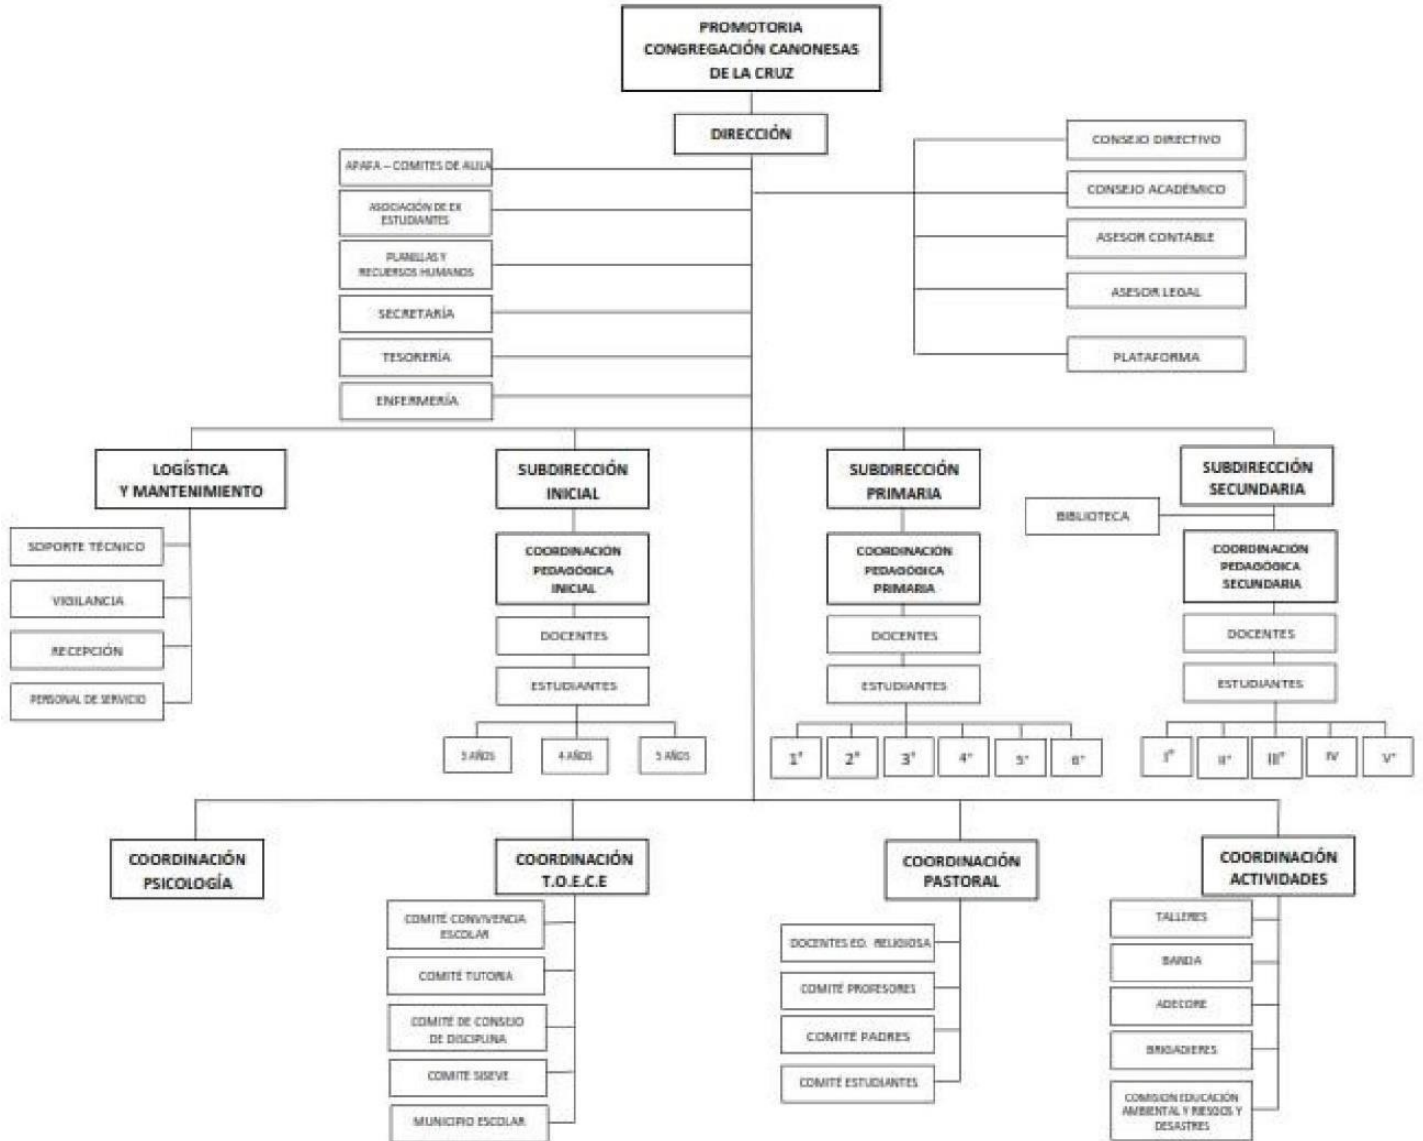 PROMOTORIA
CONGREGACIÓN CANONESAS
DE LA CRUZ
DIRECCIÓN
APAFA – COMITES DE AULA
ASOCIACIÓN DE EX
ESTUDIANTES
PLANILLAS Y
RECUERSOS HUMANOS
SECRETARÍA
TESORERÍA
ENFERMERÍA
CONSEJO DIRECTIVO
CONSEJO ACADÉMICO
ASESOR CONTABLE
ASESOR LEGAL
PLATAFORMA
LOGÍSTICA
Y MANTENIMIENTO
SOPORTE TÉCNICO
VIGILANCIA
RECEPCIÓN
PERSONAL DE SERVICIO
SUBDIRECCIÓN
INICIAL
COORDINACIÓN
PEDAGÓGICA
INICIAL
DOCENTES
ESTUDIANTES
3 AÑOS
4 AÑOS
5 AÑOS
SUBDIRECCIÓN
PRIMARIA
COORDINACIÓN
PEDAGÓGICA
PRIMARIA
DOCENTES
ESTUDIANTES
1°
2°
3°
4°
5°
6°
SUBDIRECCIÓN
SECUNDARIA
BIBLIOTECA
COORDINACIÓN
PEDAGÓGICA
SECUNDARIA
DOCENTES
ESTUDIANTES
I°
II°
III°
IV
V°
COORDINACIÓN
PSICOLOGÍA
COORDINACIÓN
T.O.E.C.E
COMITÉ CONVIVENCIA
ESCOLAR
COMITÉ TUTORIA
COMITÉ DE CONSEJO
DE DISCIPLINA
COMITÉ SISEVE
MUNICIPIO ESCOLAR
COORDINACIÓN
PASTORAL
DOCENTES ED. RELIGIOSA
COMITÉ PROFESORES
COMITÉ PADRES
COMITÉ ESTUDIANTES
COORDINACIÓN
ACTIVIDADES
TALLERES
BANDA
ADECORE
BRIGADIERES
COMISION EDUCACIÓN
AMBIENTAL Y RIESGOS Y
DESASTRES